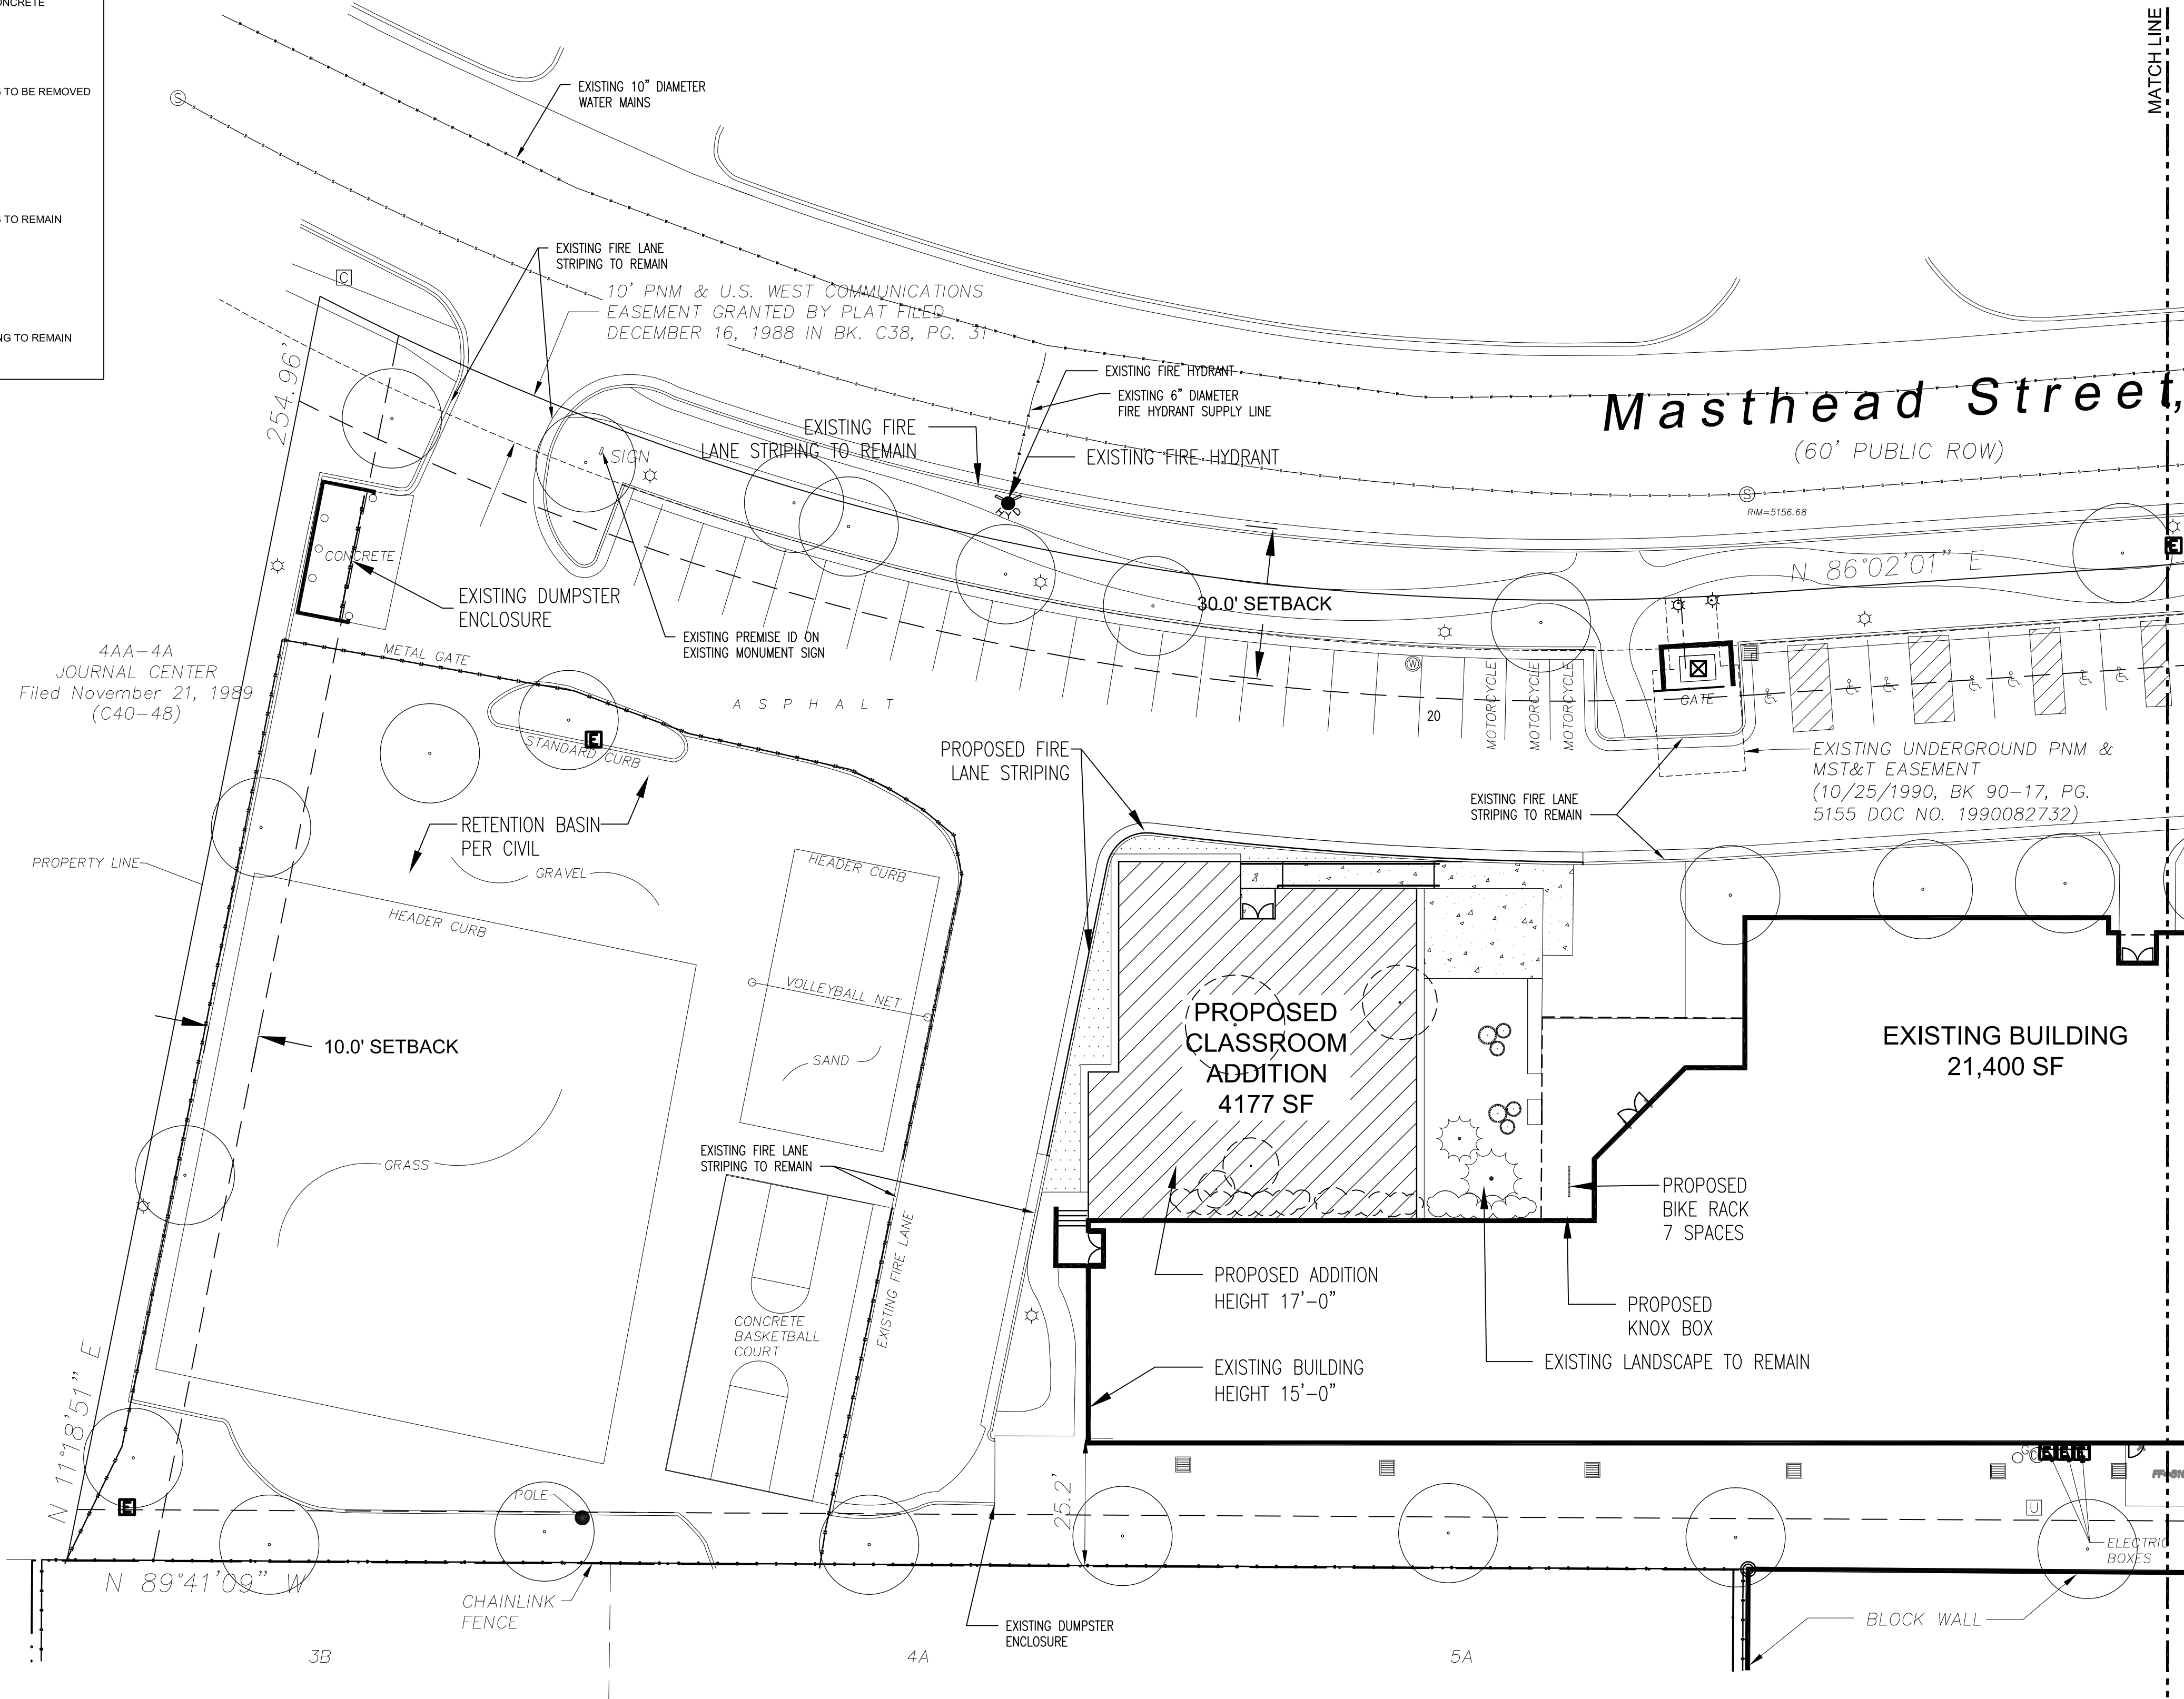 ONCRETE
TO BE REMOVED
TO REMAIN
NG TO REMAIN
MATCH LINE
EXISTING 10" DIAMETER
WATER MAINS
S
EXISTING FIRE LANE
STRIPING TO REMAIN
C
10' PNM & U.S. WEST COMMUNICATIONS
EASEMENT GRANTED BY PLAT FILED
DECEMBER 16, 1988 IN BK. C38, PG. 31
254.96'
EXISTING FIRE HYDRANT
EXISTING 6" DIAMETER
FIRE HYDRANT SUPPLY LINE
Masthead Street,
(60' PUBLIC ROW)
EXISTING FIRE
LANE STRIPING TO REMAIN
EXISTING FIRE HYDRANT
SIGN
HYD
S
RIM=5156.68
E
N 86°02'01" E
CONCRETE
EXISTING DUMPSTER
ENCLOSURE
30.0' SETBACK
EXISTING PREMISE ID ON
EXISTING MONUMENT SIGN
4AA-4A
JOURNAL CENTER
Filed November 21, 1989
(C40-48)
METAL GATE
W
MOTORCYCLE
MOTORCYCLE
MOTORCYCLE
GATE
ASPHALT
20
E
STANDARD CURB
PROPOSED FIRE
LANE STRIPING
EXISTING UNDERGROUND PNM &
MST&T EASEMENT
(10/25/1990, BK 90-17, PG.
5155 DOC NO. 1990082732)
EXISTING FIRE LANE
STRIPING TO REMAIN
RETENTION BASIN
PER CIVIL
PROPERTY LINE
GRAVEL
HEADER CURB
HEADER CURB
VOLLEYBALL NET
SAND
10.0' SETBACK
PROPOSED
CLASSROOM
ADDITION
4177 SF
EXISTING BUILDING
21,400 SF
EXISTING FIRE LANE
STRIPING TO REMAIN
GRASS
PROPOSED
BIKE RACK
7 SPACES
EXISTING FIRE LANE
PROPOSED ADDITION
HEIGHT 17'-0"
PROPOSED
KNOX BOX
CONCRETE
BASKETBALL
COURT
EXISTING BUILDING
HEIGHT 15'-0"
EXISTING LANDSCAPE TO REMAIN
N 11°18'51" E
G
C
E
E
E
E
POLE
25.2'
U
ELECTRIC
BOXES
N 89°41'09" W
CHAINLINK
FENCE
EXISTING DUMPSTER
ENCLOSURE
BLOCK WALL
3B
4A
5A